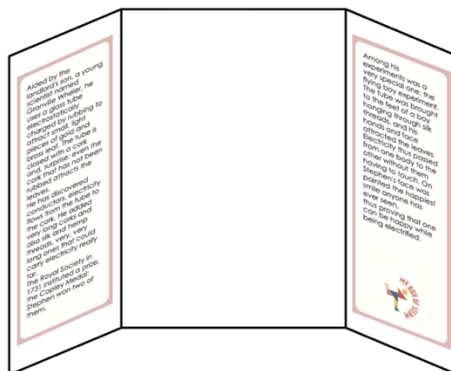 Aided by the
landlord's son, a young
scientist named
Granville Wheler, he
uses a glass tube
electrostatically
charged by rubbing to
attract small, light
pieces of gold and
brass leaf. The tube is
closed with a cork
and, surprise, even the
cork that has not been
rubbed attracts the
leaves.
He has discovered
conductors, electricity
flows from the tube to
the cork. He added
very long corks and
also silk and hemp
threads, very, very
long ones that could
carry electricity really
far.
The Royal Society in
1731 instituted a prize,
the Copley Medal;
Stephen won two of
them.
Among his
experiments was a
very special one: the
flying boy experiment.
The tube was brought
to the feet of a boy
hanging through silk
threads, and his
hands and face
attracted the leaves.
Electricity thus passed
from one body to the
other without them
having to touch. On
Stephen's face was
painted the happiest
smile anyone has
ever seen,
thus proving that one
can be happy while
being electrified.